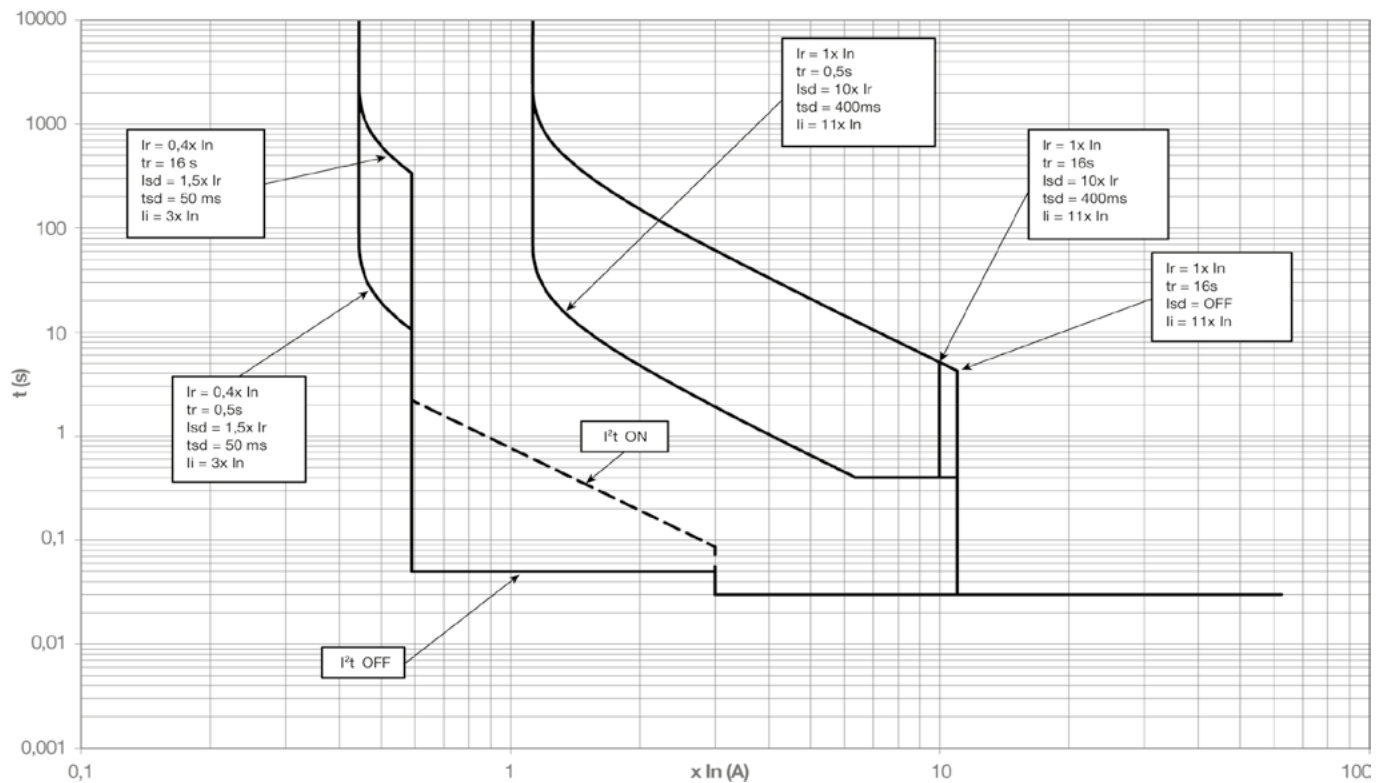 10000
1000
100
10
1
0,1
0,01
0,001
t (s)
0,1
1
10
100
x In (A)
Ir = 0,4x In
tr = 16 s
Isd = 1,5x Ir
tsd = 50 ms
Ii = 3x In
Ir = 0,4x In
tr = 0,5s
Isd = 1,5x Ir
tsd = 50 ms
Ii = 3x In
Ir = 1x In
tr = 0,5s
Isd = 10x Ir
tsd = 400ms
Ii = 11x In
Ir = 1x In
tr = 16s
Isd = 10x Ir
tsd = 400ms
Ii = 11x In
Ir = 1x In
tr = 16s
Isd = OFF
Ii = 11x In
I²t ON
I²t OFF